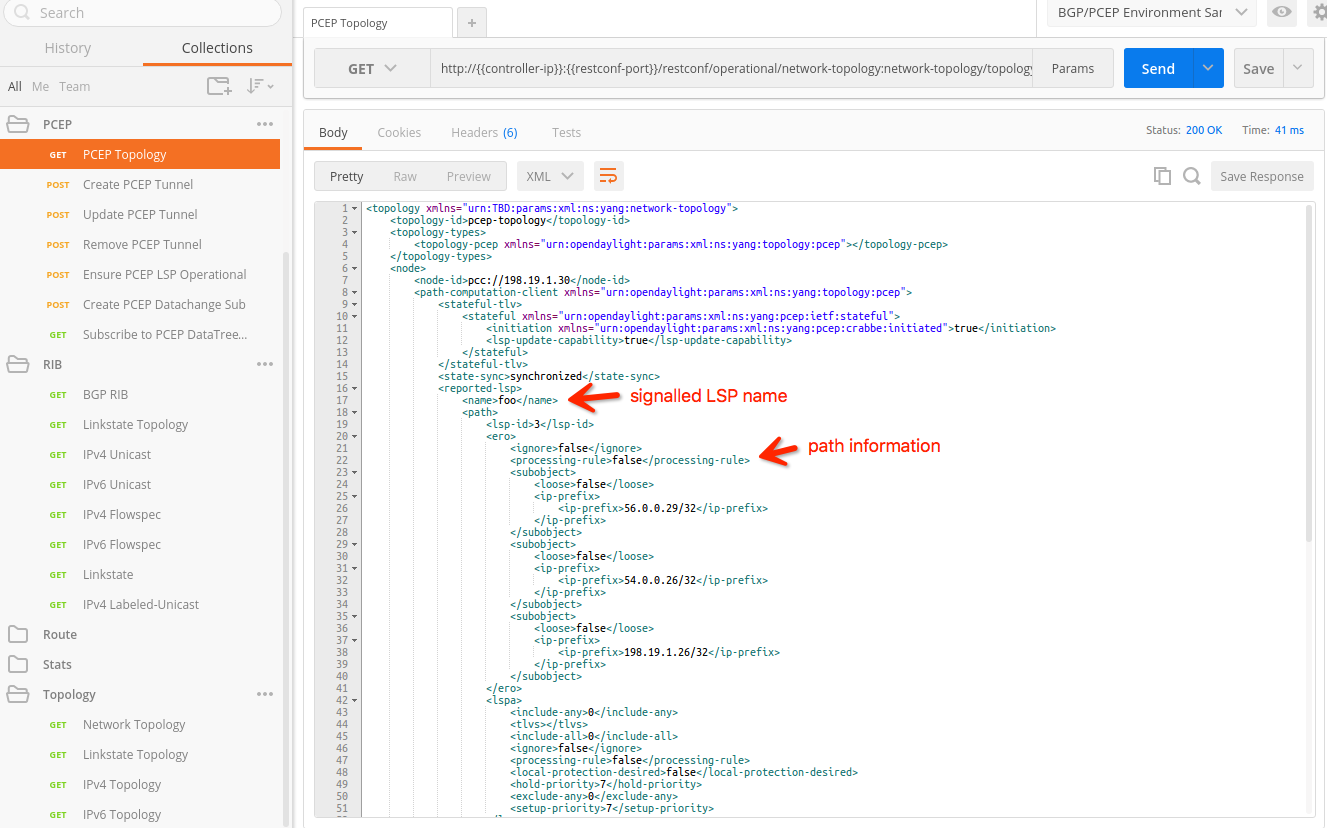 Search
History
Collections
All Me Team
PCEP
GET PCEP Topology
POST Create PCEP Tunnel
POST Update PCEP Tunnel
POST Remove PCEP Tunnel
POST Ensure PCEP LSP Operational
POST Create PCEP Datachange Sub
GET Subscribe to PCEP DataTree...
RIB
GET BGP RIB
GET Linkstate Topology
GET IPv4 Unicast
GET IPv6 Unicast
GET IPv4 Flowspec
GET IPv6 Flowspec
GET Linkstate
GET IPv4 Labeled-Unicast
Route
Stats
Topology
GET Network Topology
GET Linkstate Topology
GET IPv4 Topology
GET IPv6 Topology
PCEP Topology
+
BGP/PCEP Environment Sar
GET http://{{controller-ip}}:{{restconf-port}}/restconf/operational/network-topology:network-topology/topology Params Send Save
Body Cookies Headers (6) Tests
Status: 200 OK Time: 41 ms
Pretty Raw Preview XML Save Response
1 <topology xmlns="urn:TBD:params:xml:ns:yang:network-topology">
2 <topology-id>pcep-topology</topology-id>
3 <topology-types>
4 <topology-pcep xmlns="urn:opendaylight:params:xml:ns:yang:topology:pcep"></topology-pcep>
5 </topology-types>
6 <node>
7 <node-id>pcc://198.19.1.30</node-id>
8 <path-computation-client xmlns="urn:opendaylight:params:xml:ns:yang:topology:pcep">
9 <stateful-tlv>
10 <stateful xmlns="urn:opendaylight:params:xml:ns:yang:pcep:ietf:stateful">
11 <initiation xmlns="urn:opendaylight:params:xml:ns:yang:pcep:crabbe:initiated">true</initiation>
12 <lsp-update-capability>true</lsp-update-capability>
13 </stateful>
14 </stateful-tlv>
15 <state-sync>synchronized</state-sync>
16 <reported-lsp>
17 <name>foo</name>
signalled LSP name
18 <path>
19 <lsp-id>3</lsp-id>
20 <ero>
21 <ignore>false</ignore>
path information
22 <processing-rule>false</processing-rule>
23 <subobject>
24 <loose>false</loose>
25 <ip-prefix>
26 <ip-prefix>56.0.0.29/32</ip-prefix>
27 </ip-prefix>
28 </subobject>
29 <subobject>
30 <loose>false</loose>
31 <ip-prefix>
32 <ip-prefix>54.0.0.26/32</ip-prefix>
33 </ip-prefix>
34 </subobject>
35 <subobject>
36 <loose>false</loose>
37 <ip-prefix>
38 <ip-prefix>198.19.1.26/32</ip-prefix>
39 </ip-prefix>
40 </subobject>
41 </ero>
42 <lspa>
43 <include-any>0</include-any>
44 <tlvs></tlvs>
45 <include-all>0</include-all>
46 <ignore>false</ignore>
47 <processing-rule>false</processing-rule>
48 <local-protection-desired>false</local-protection-desired>
49 <hold-priority>7</hold-priority>
50 <exclude-any>0</exclude-any>
51 <setup-priority>7</setup-priority>